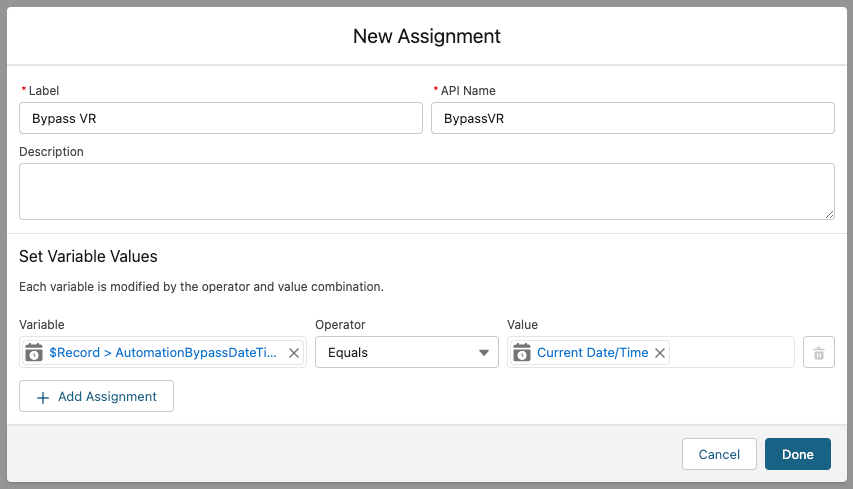 New Assignment
* Label
* API Name
Bypass VR
BypassVR
Description
Set Variable Values
Each variable is modified by the operator and value combination.
Variable
Operator
Value
$Record > AutomationBypassDateTi...
Equals
Current Date/Time
Add Assignment
Cancel
Done